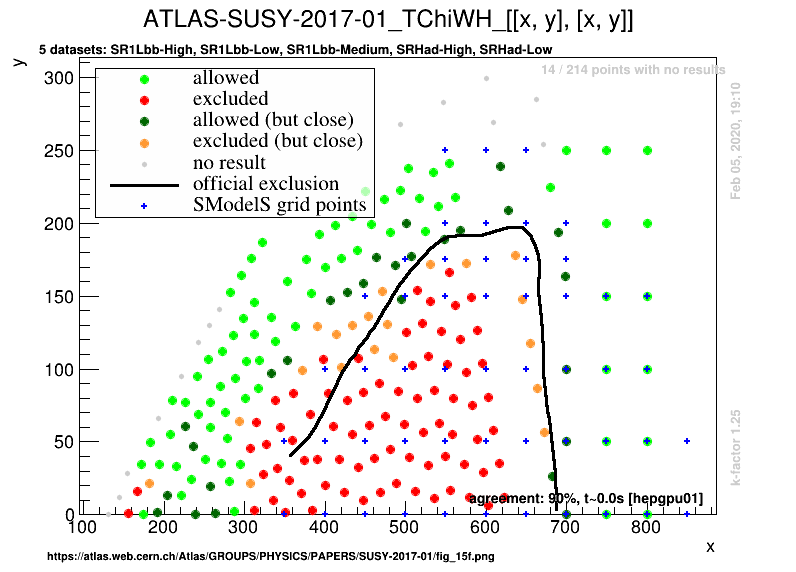 ATLAS-SUSY-2017-01_TChiWH_[[x, y], [x, y]]
5 datasets: SR1Lbb-High, SR1Lbb-Low, SR1Lbb-Medium, SRHad-High, SRHad-Low
y
14 / 214 points with no results
allowed
excluded
allowed (but close)
excluded (but close)
no result
official exclusion
SModelS grid points
300
250
200
150
100
50
0
Feb 05, 2020, 19:10
k-factor 1.25
agreement: 90%, t~0.0s [hepgpu01]
100 200 300 400 500 600 700 800
x
https://atlas.web.cern.ch/Atlas/GROUPS/PHYSICS/PAPERS/SUSY-2017-01/fig_15f.png